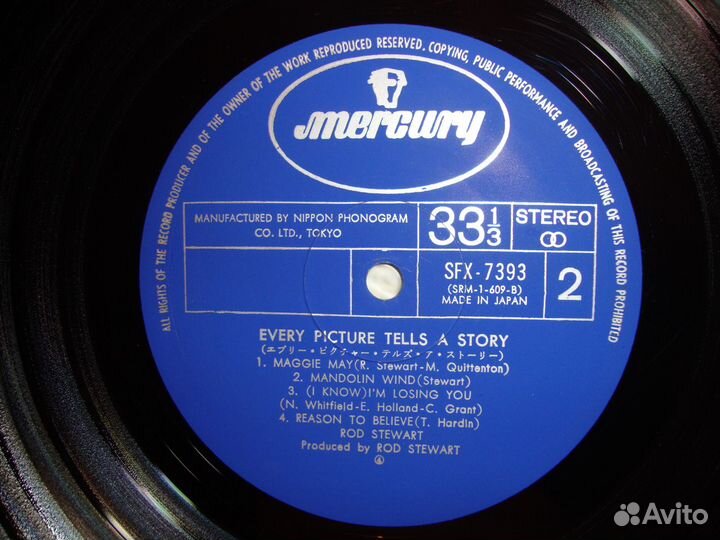 ALL RIGHTS OF THE RECORD PRODUCER AND OF THE OWNER OF THE WORK REPRODUCED RESERVED. COPYING, PUBLIC PERFORMANCE AND BROADCASTING OF THIS RECORD PROHIBITED
mercury
MANUFACTURED BY NIPPON PHONOGRAM
CO. LTD., TOKYO
33 1/3
STEREO
SFX-7393
(SRM-1-609-B)
MADE IN JAPAN
2
EVERY PICTURE TELLS A STORY
(エブリー・ピクチャー・テルズ・ア・ストーリー)
1. MAGGIE MAY(R. Stewart-M. Quittenton)
2. MANDOLIN WIND(Stewart)
3. (I KNOW)I'M LOSING YOU
(N. Whitfield-E. Holland-C. Grant)
4. REASON TO BELIEVE(T. Hardin)
ROD STEWART
Produced by ROD STEWART
Avito